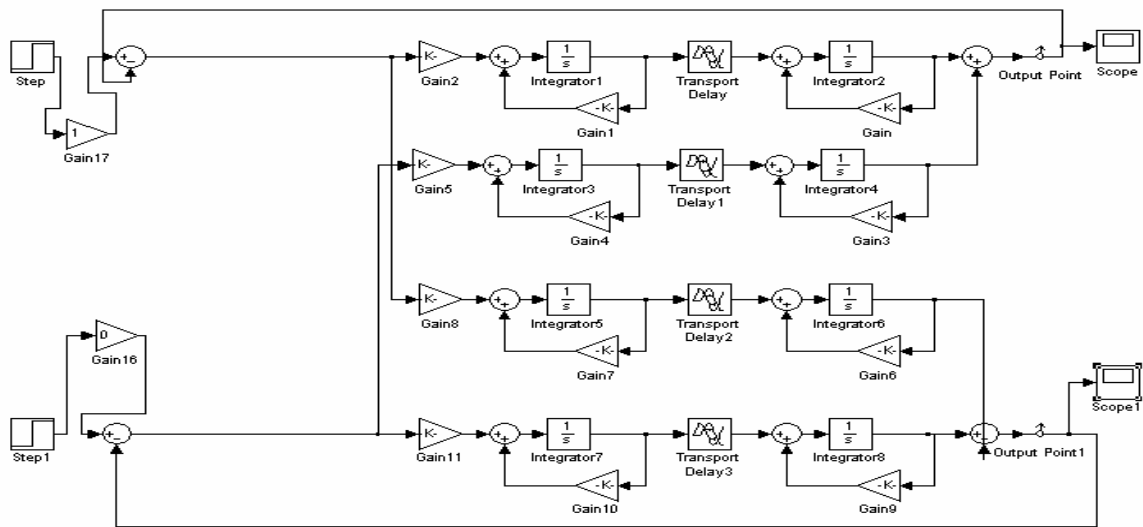 Step
1
Gain17
K-
Gain2
1
s
Integrator1
-K-
Gain1
Transport
Delay
1
s
Integrator2
-K-
Gain
Output Point
Scope
K-
Gain5
1
s
Integrator3
-K-
Gain4
Transport
Delay1
1
s
Integrator4
-K-
Gain3
K-
Gain8
1
s
Integrator5
-K-
Gain7
Transport
Delay2
1
s
Integrator6
-K-
Gain6
0
Gain16
Scope1
Step1
K-
Gain11
1
s
Integrator7
-K-
Gain10
Transport
Delay3
1
s
Integrator8
-K-
Gain9
Output Point1